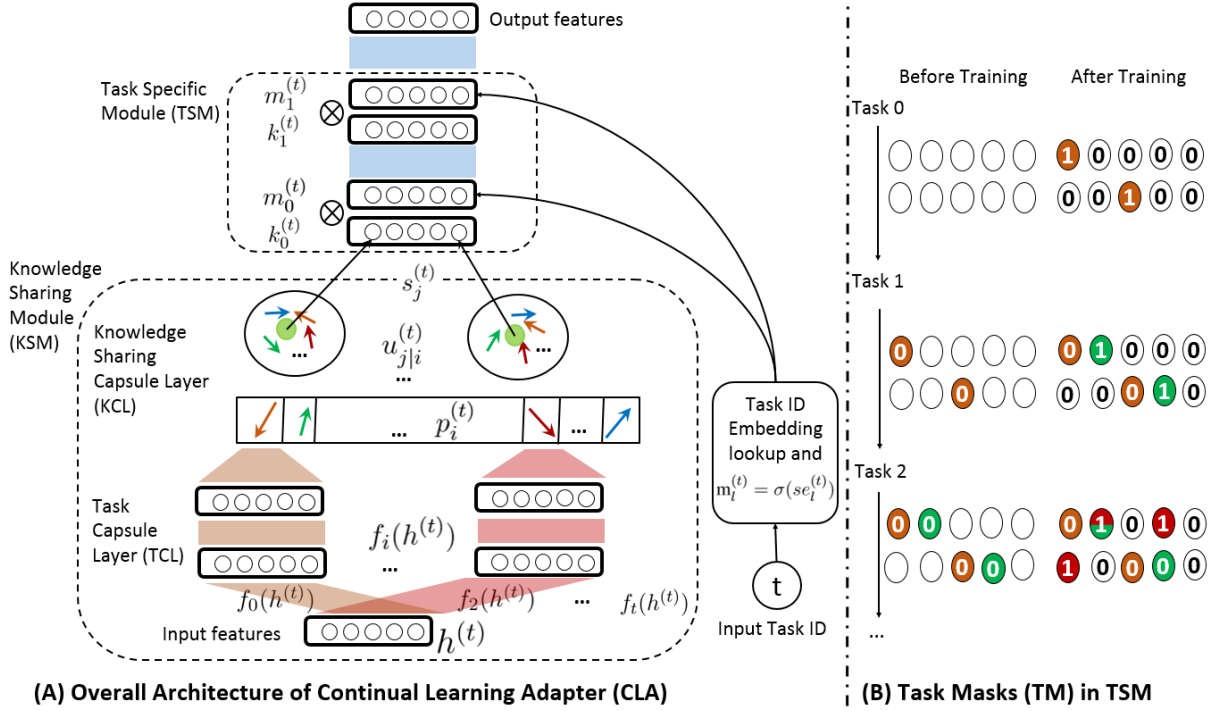 Output features
Task Specific
Module (TSM)
m_1^{(t)}
⊗
k_1^{(t)}
m_0^{(t)}
⊗
k_0^{(t)}
Knowledge
Sharing
Module
(KSM)
s_j^{(t)}
Knowledge
Sharing
Capsule Layer
(KCL)
... ...
u_{j|i}^{(t)}
...
... p_i^{(t)} ...
Task
Capsule
Layer (TCL)
f_i(h^{(t)})
...
f_0(h^{(t)}) f_2(h^{(t)}) ... f_t(h^{(t)})
Input features h^{(t)}
Task ID
Embedding
lookup and
m_l^{(t)} = σ(se_l^{(t)})
t
Input Task ID
(A) Overall Architecture of Continual Learning Adapter (CLA)
Before Training After Training
Task 0
1 0 0 0 0
0 0 1 0 0
Task 1
0 0 1 0 0 0
0 0 0 0 1 0
Task 2
0 0 0 1 0 1 0
0 0 1 0 0 0 0
...
(B) Task Masks (TM) in TSM